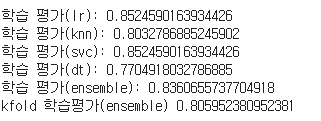 학습 평가(lr): 0.8524590163934426
학습 평가(knn): 0.8032786885245902
학습 평가(svc): 0.8524590163934426
학습 평가(dt): 0.7704918032786885
학습 평가(ensemble): 0.8360655737704918
kfold 학습평가(ensemble) 0.805952380952381